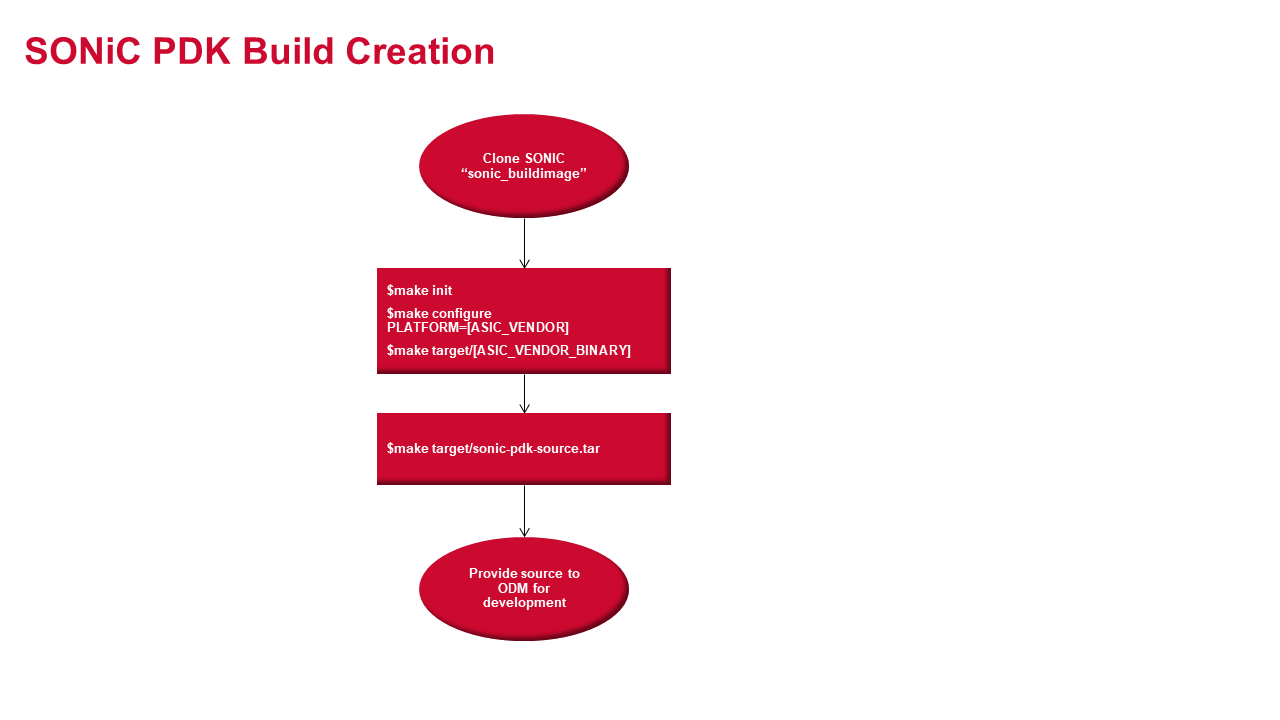 SONiC PDK Build Creation
Clone SONIC
“sonic_buildimage”
$make init
$make configure
PLATFORM=[ASIC_VENDOR]
$make target/[ASIC_VENDOR_BINARY]
$make target/sonic-pdk-source.tar
Provide source to
ODM for
development